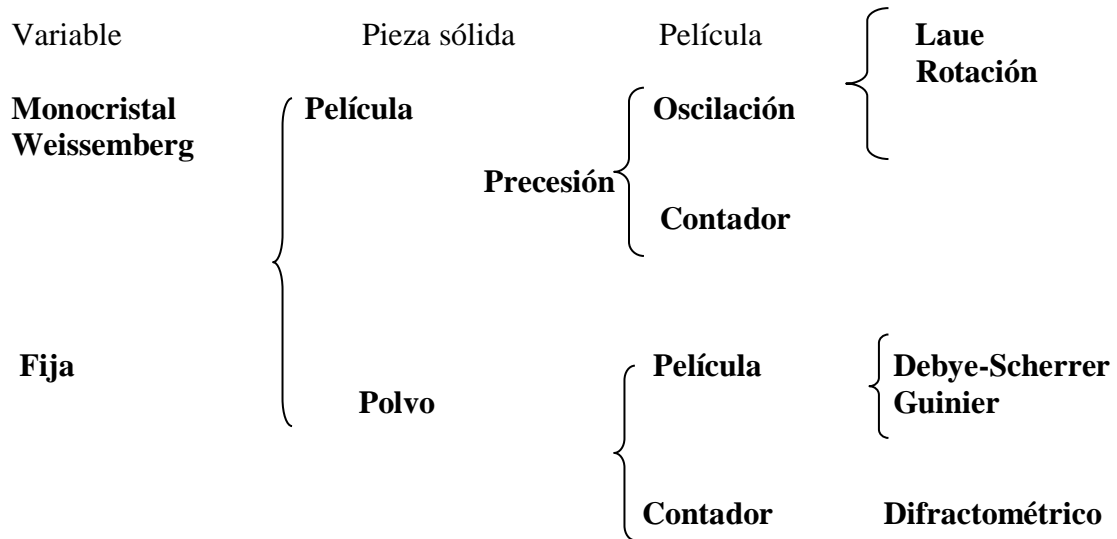 Variable Pieza sólida Película Laue
Rotación
Monocristal Película Oscilación
Weissemberg
Precesión
Contador
Fija Película Debye-Scherrer
Polvo Guinier
Contador Difractométrico